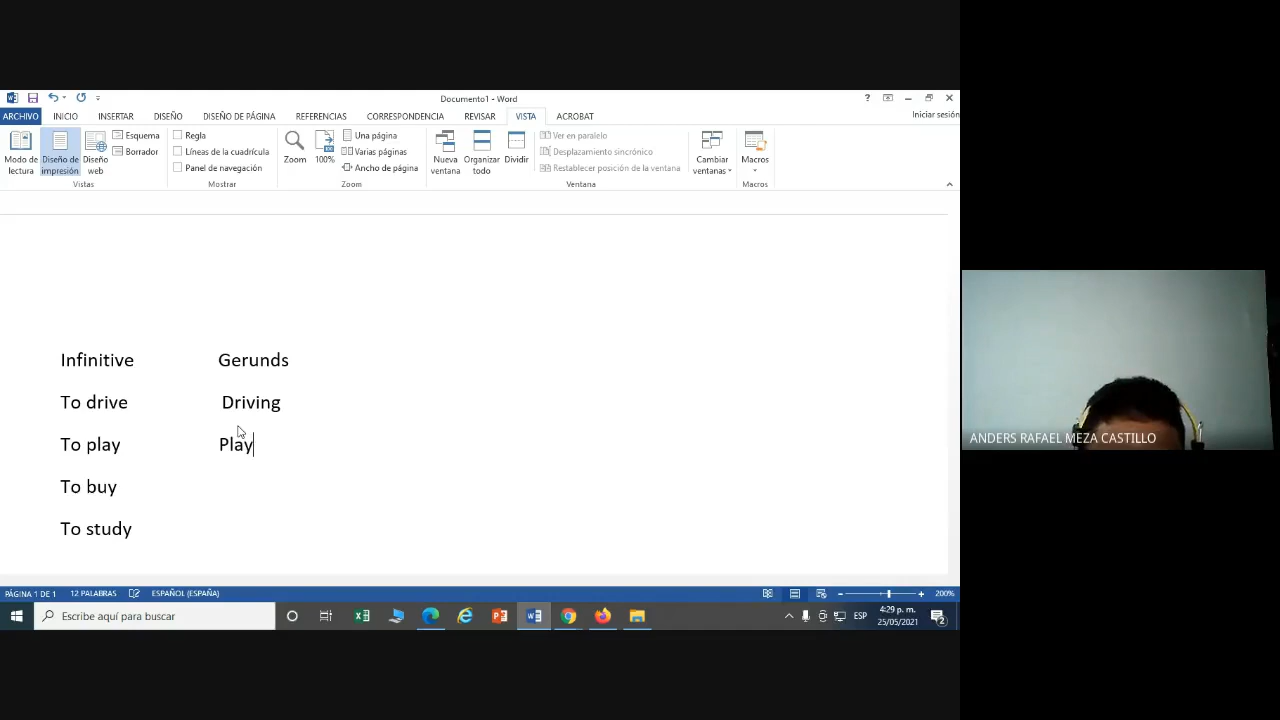 Documento1 - Word
Iniciar sesión
ARCHIVO INICIO INSERTAR DISEÑO DISEÑO DE PÁGINA REFERENCIAS CORRESPONDENCIA REVISAR VISTA ACROBAT
Modo de lectura
Diseño de impresión
Diseño web
Esquema
Borrador
Vistas
Regla
Líneas de la cuadrícula
Panel de navegación
Mostrar
Zoom
100%
Una página
Varias páginas
Ancho de página
Zoom
Nueva ventana
Organizar todo
Dividir
Ver en paralelo
Desplazamiento sincrónico
Restablecer posición de la ventana
Ventana
Cambiar ventanas
Macros
Macros
Infinitive Gerunds
To drive Driving
To play Play
To buy
To study
ANDERS RAFAEL MEZA CASTILLO
PÁGINA 1 DE 1 12 PALABRAS ESPAÑOL (ESPAÑA) 200%
Escribe aquí para buscar
ESP
4:29 p. m.
25/05/2021
2